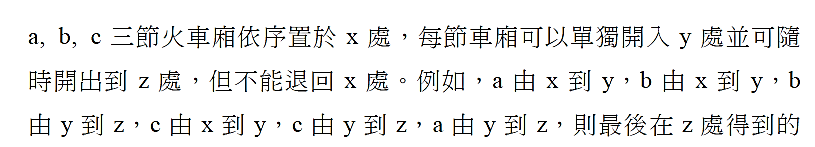 a, b, c 三節火車廂依序置於 x 處，每節車廂可以單獨開入 y 處並可隨
時開出到 z 處，但不能退回 x 處。例如，a 由 x 到 y，b 由 x 到 y，b
由 y 到 z，c 由 x 到 y，c 由 y 到 z，a 由 y 到 z，則最後在 z 處得到的